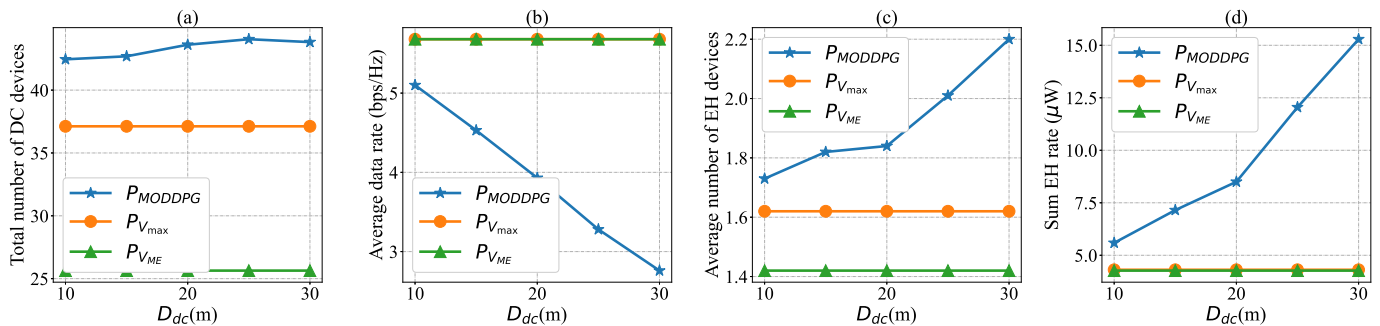 (a)
Total number of DC devices
40
35
30
25
10
20
30
D_dc(m)
P_MODDPG
P_Vmax
P_VME
(b)
Average data rate (bps/Hz)
5
4
3
10
20
30
D_dc(m)
P_MODDPG
P_Vmax
P_VME
(c)
Average number of EH devices
2.2
2.0
1.8
1.6
1.4
10
20
30
D_dc(m)
P_MODDPG
P_Vmax
P_VME
(d)
Sum EH rate (μW)
15.0
12.5
10.0
7.5
5.0
10
20
30
D_dc(m)
P_MODDPG
P_Vmax
P_VME